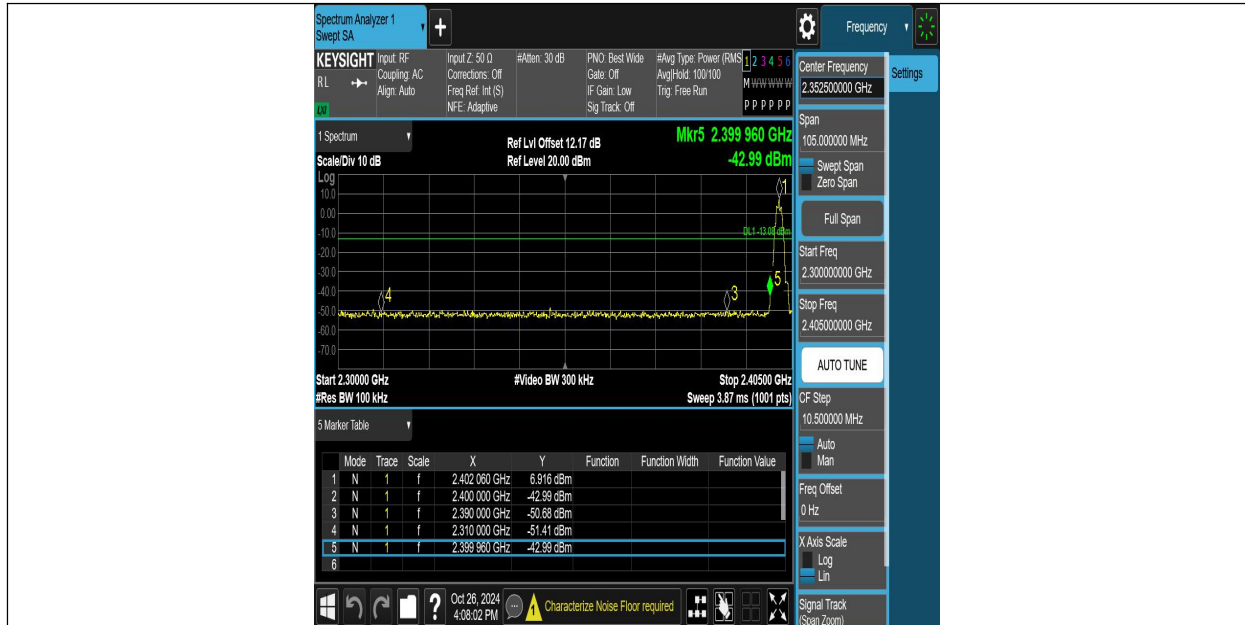 Spectrum Analyzer 1
Swept SA
+
Frequency
KEYSIGHT
RL
LXI
Input: RF
Coupling: AC
Align: Auto
Input Z: 50 Ω
Corrections: Off
Freq Ref: Int (S)
NFE: Adaptive
#Atten: 30 dB
PNO: Best Wide
Gate: Off
IF Gain: Low
Sig Track: Off
#Avg Type: Power (RMS
Avg|Hold: 100/100
Trig: Free Run
1 2 3 4 5 6
M W W W W W
P P P P P P
1 Spectrum
Scale/Div 10 dB
Ref Lvl Offset 12.17 dB
Ref Level 20.00 dBm
Mkr5 2.399 960 GHz
-42.99 dBm
Log
10.0
0.00
-10.0
-20.0
-30.0
-40.0
-50.0
-60.0
-70.0
1
DL1 -13.08 dBm
5
3
4
Start 2.30000 GHz
#Video BW 300 kHz
Stop 2.40500 GHz
#Res BW 100 kHz
Sweep 3.87 ms (1001 pts)
5 Marker Table
Mode Trace Scale X Y Function Function Width Function Value
1 N 1 f 2.402 060 GHz 6.916 dBm
2 N 1 f 2.400 000 GHz -42.99 dBm
3 N 1 f 2.390 000 GHz -50.68 dBm
4 N 1 f 2.310 000 GHz -51.41 dBm
5 N 1 f 2.399 960 GHz -42.99 dBm
6
?
Oct 26, 2024
4:08:02 PM
1
Characterize Noise Floor required
Center Frequency
2.352500000 GHz
Settings
Span
105.000000 MHz
Swept Span
Zero Span
Full Span
Start Freq
2.300000000 GHz
Stop Freq
2.405000000 GHz
AUTO TUNE
CF Step
10.500000 MHz
Auto
Man
Freq Offset
0 Hz
X Axis Scale
Log
Lin
Signal Track
(Span Zoom)